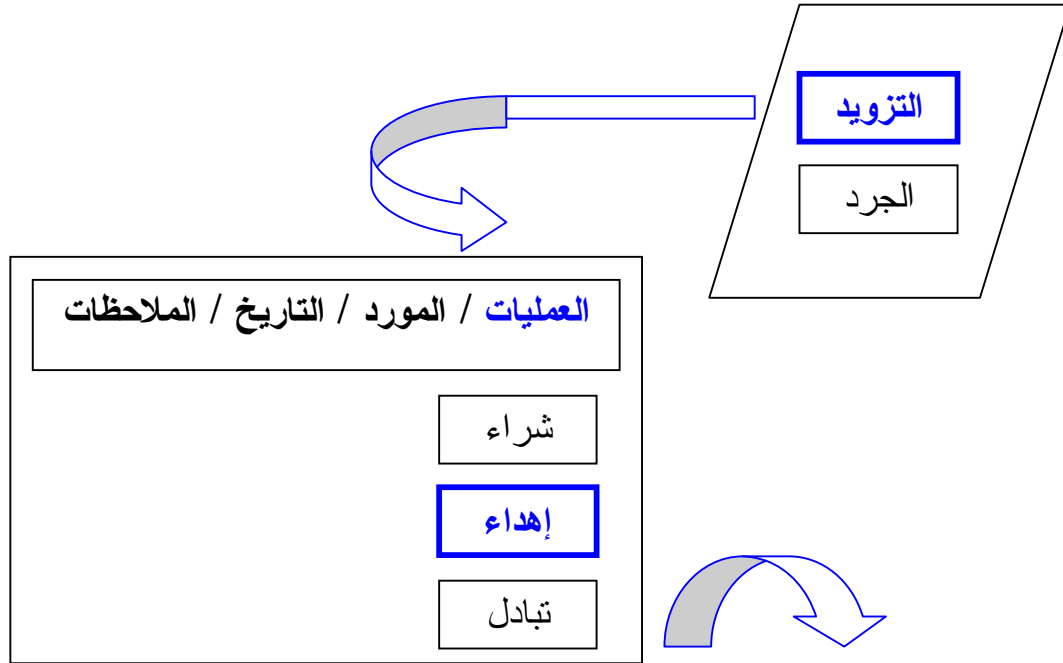 التزويد
الجرد
العمليات / المورد / التاريخ / الملاحظات
شراء
إهداء
تبادل